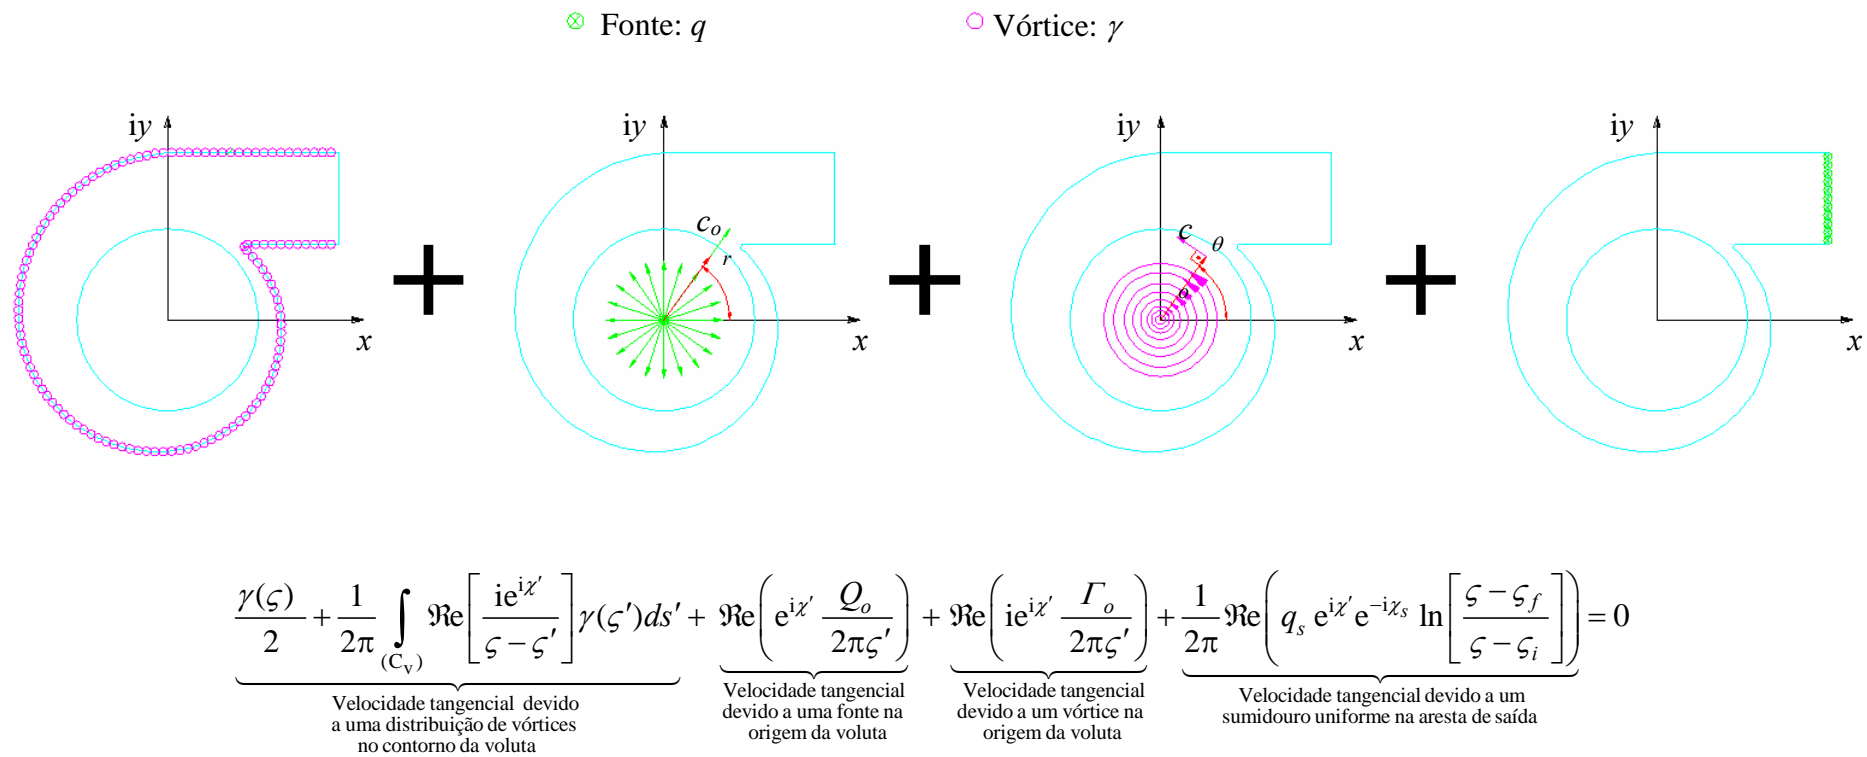 Fonte: q
Vórtice: γ
iy
iy
iy
iy
c_o
r
c
θ
o
x
x
x
x
γ(ς)/2 + 1/2π ∫_(C_V) ℜe[ie^{iχ′}/(ς − ς′)] γ(ς′)ds′ + ℜe(e^{iχ′} Q_o/2πς′) + ℜe(ie^{iχ′} Γ_o/2πς′) + 1/2π ℜe(q_s e^{iχ′} e^{−iχ_s} ln[(ς − ς_f)/(ς − ς_i)]) = 0
Velocidade tangencial devido
a uma distribuição de vórtices
no contorno da voluta
Velocidade tangencial
devido a uma fonte na
origem da voluta
Velocidade tangencial
devido a um vórtice na
origem da voluta
Velocidade tangencial devido a um
sumidouro uniforme na aresta de saída